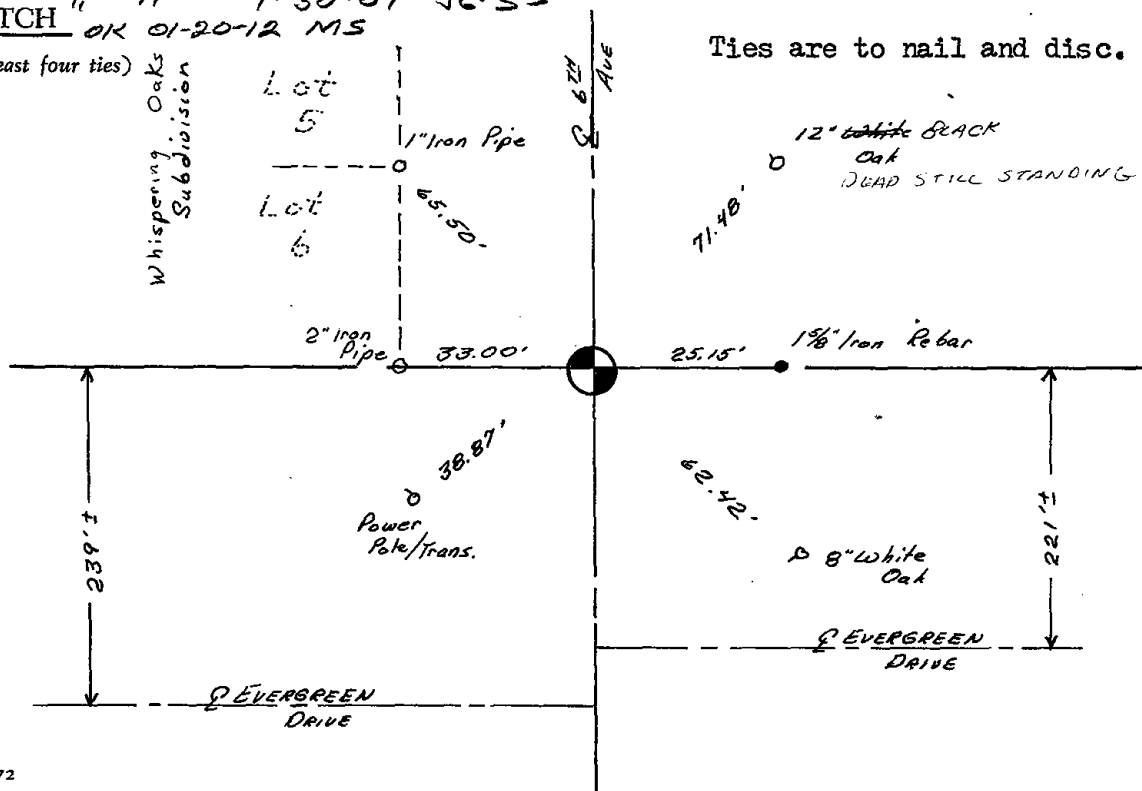 TCH
OK 01-20-12 MS
east four ties)
Whispering Oaks
Subdivision
Lot
5
Lot
6
1" Iron Pipe
65.50'
℄ 6TH
AVE
Ties are to nail and disc.
12" White BLACK
Oak
DEAD STILL STANDING
71.48'
2" Iron
Pipe
33.00'
25.15'
1 5/8" Iron Rebar
38.87'
Power
Pole/Trans.
62.42'
8" White
Oak
239'±
221'±
℄ EVERGREEN
DRIVE
℄ EVERGREEN
DRIVE
72